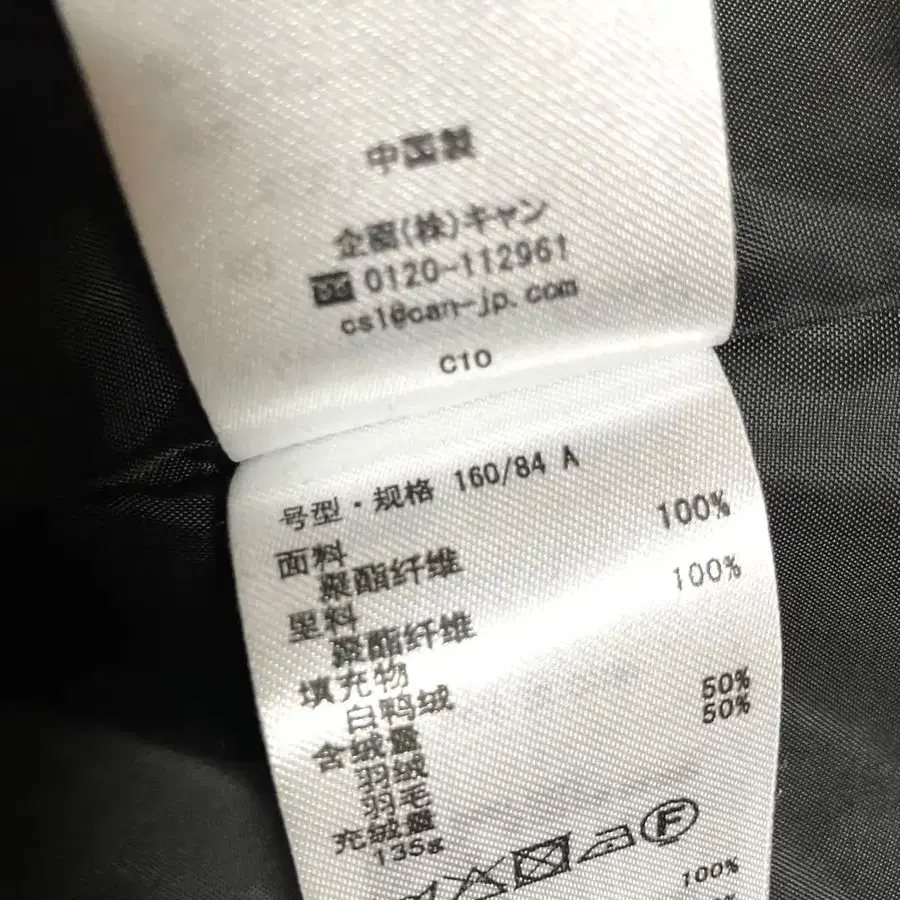 中国製
企画(株)キャン
0120-112961
cs1@can-jp.com
C10
号型・规格 160/84 A
面料
聚酯纤维 100%
里料
聚酯纤维 100%
填充物
白鸭绒
含绒量
羽绒 50%
羽毛 50%
充绒量
135g
F
100%